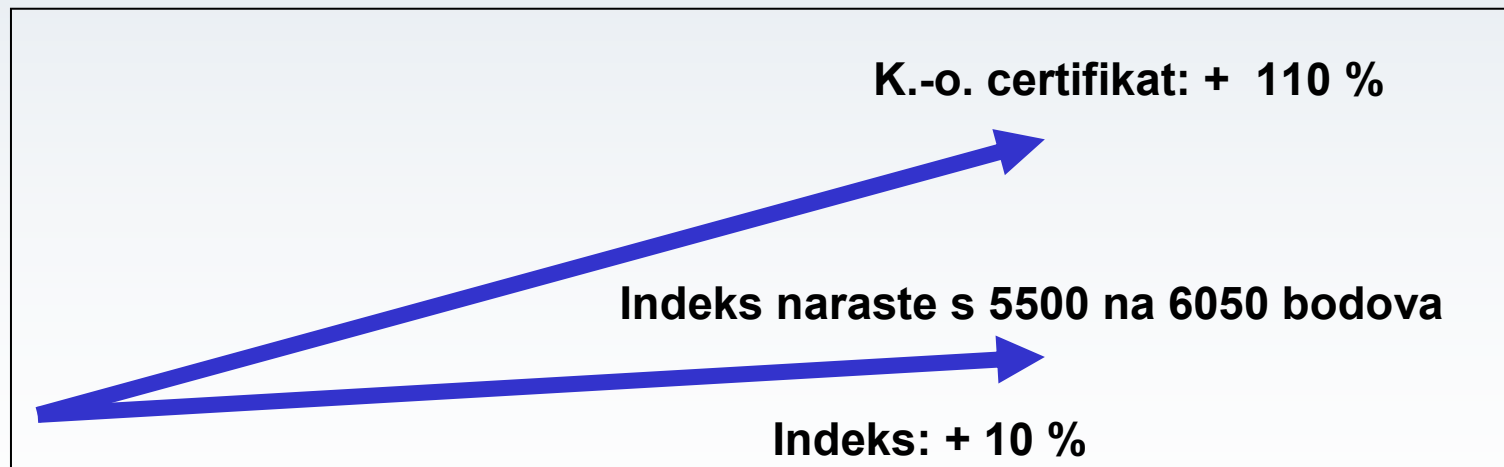 K.-o. certifikat: +  110 %
Indeks naraste s 5500 na 6050 bodova
Indeks: + 10 %